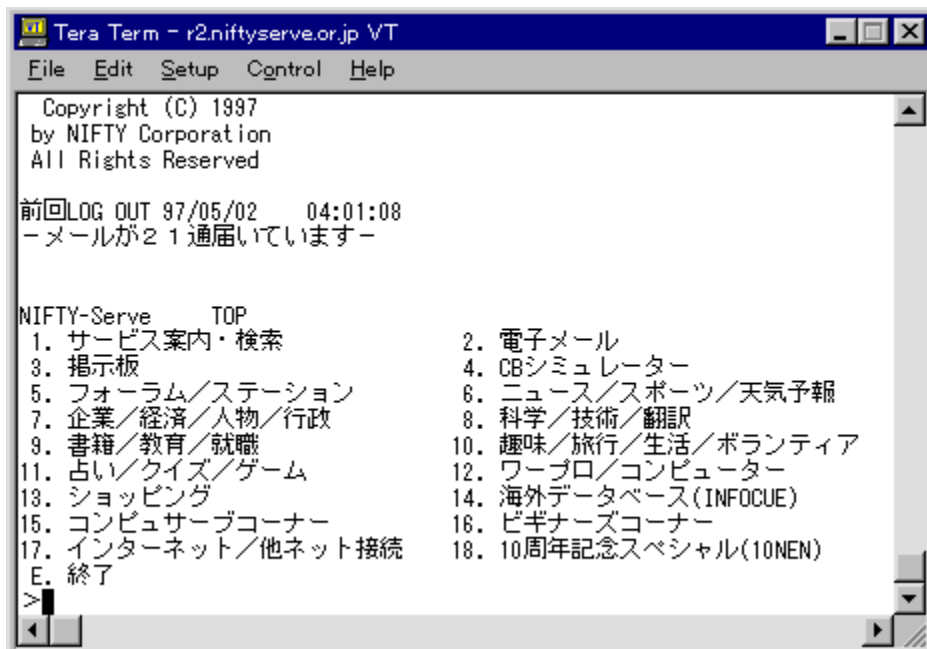 Tera Term - r2.niftyserve.or.jp VT
File Edit Setup Control Help
Copyright (C) 1997
by NIFTY Corporation
All Rights Reserved
前回LOG OUT 97/05/02 04:01:08
－メールが２１通届いています－
NIFTY-Serve TOP
1. サービス案内・検索 2. 電子メール
3. 掲示板 4. CBシミュレーター
5. フォーラム／ステーション 6. ニュース／スポーツ／天気予報
7. 企業／経済／人物／行政 8. 科学／技術／翻訳
9. 書籍／教育／就職 10. 趣味／旅行／生活／ボランティア
11. 占い／クイズ／ゲーム 12. ワープロ／コンピューター
13. ショッピング 14. 海外データベース(INFOCUE)
15. コンピュサーブコーナー 16. ビギナーズコーナー
17. インターネット／他ネット接続 18. 10周年記念スペシャル(10NEN)
E. 終了
>